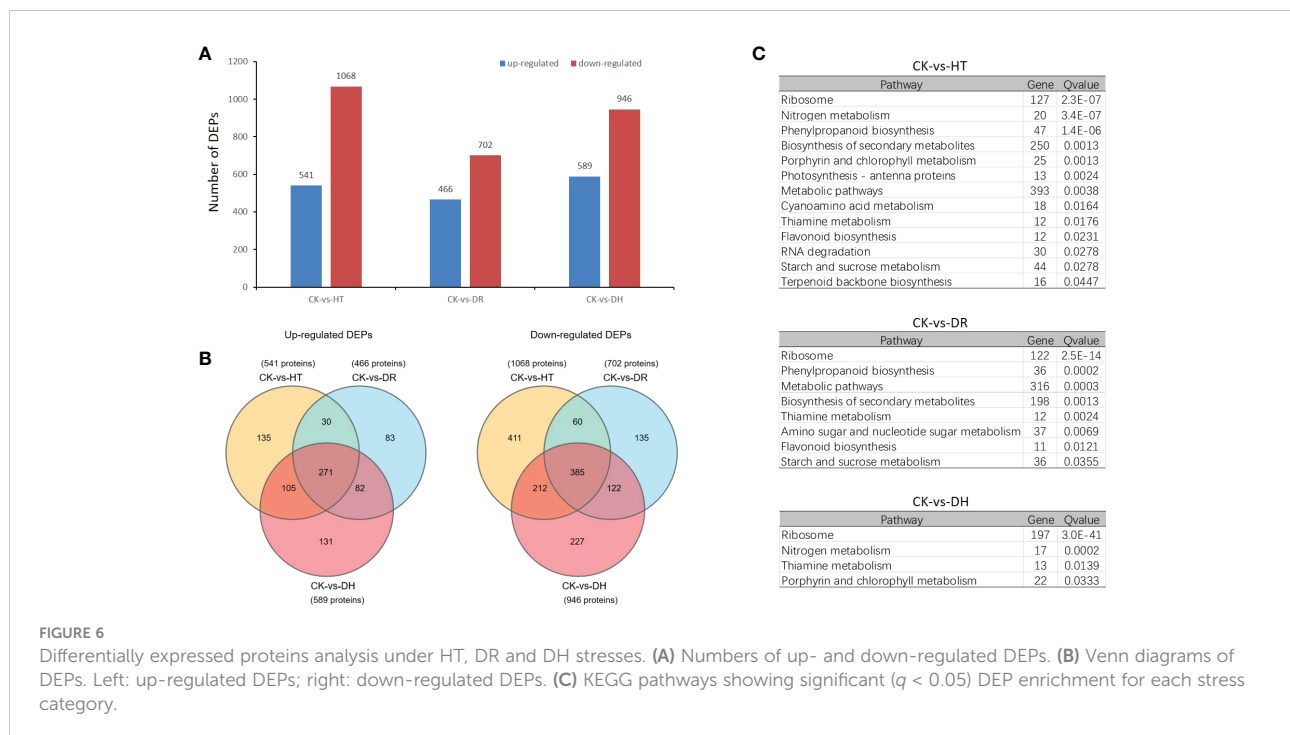 A
up-regulated down-regulated
Number of DEPs
1200
1000
800
600
400
200
0
541
1068
466
702
589
946
CK-vs-HT
CK-vs-DR
CK-vs-DH
B
Up-regulated DEPs
(541 proteins)
CK-vs-HT
(466 proteins)
CK-vs-DR
135
30
83
271
105
82
131
CK-vs-DH
(589 proteins)
Down-regulated DEPs
(1068 proteins)
CK-vs-HT
(702 proteins)
CK-vs-DR
411
60
135
385
212
122
227
CK-vs-DH
(946 proteins)
C
CK-vs-HT
Pathway Gene Qvalue
Ribosome 127 2.3E-07
Nitrogen metabolism 20 3.4E-07
Phenylpropanoid biosynthesis 47 1.4E-06
Biosynthesis of secondary metabolites 250 0.0013
Porphyrin and chlorophyll metabolism 25 0.0013
Photosynthesis - antenna proteins 13 0.0024
Metabolic pathways 393 0.0038
Cyanoamino acid metabolism 18 0.0164
Thiamine metabolism 12 0.0176
Flavonoid biosynthesis 12 0.0231
RNA degradation 30 0.0278
Starch and sucrose metabolism 44 0.0278
Terpenoid backbone biosynthesis 16 0.0447
CK-vs-DR
Pathway Gene Qvalue
Ribosome 122 2.5E-14
Phenylpropanoid biosynthesis 36 0.0002
Metabolic pathways 316 0.0003
Biosynthesis of secondary metabolites 198 0.0013
Thiamine metabolism 12 0.0024
Amino sugar and nucleotide sugar metabolism 37 0.0069
Flavonoid biosynthesis 11 0.0121
Starch and sucrose metabolism 36 0.0355
CK-vs-DH
Pathway Gene Qvalue
Ribosome 197 3.0E-41
Nitrogen metabolism 17 0.0002
Thiamine metabolism 13 0.0139
Porphyrin and chlorophyll metabolism 22 0.0333
FIGURE 6
Differentially expressed proteins analysis under HT, DR and DH stresses. (A) Numbers of up- and down-regulated DEPs. (B) Venn diagrams of
DEPs. Left: up-regulated DEPs; right: down-regulated DEPs. (C) KEGG pathways showing significant (q < 0.05) DEP enrichment for each stress
category.